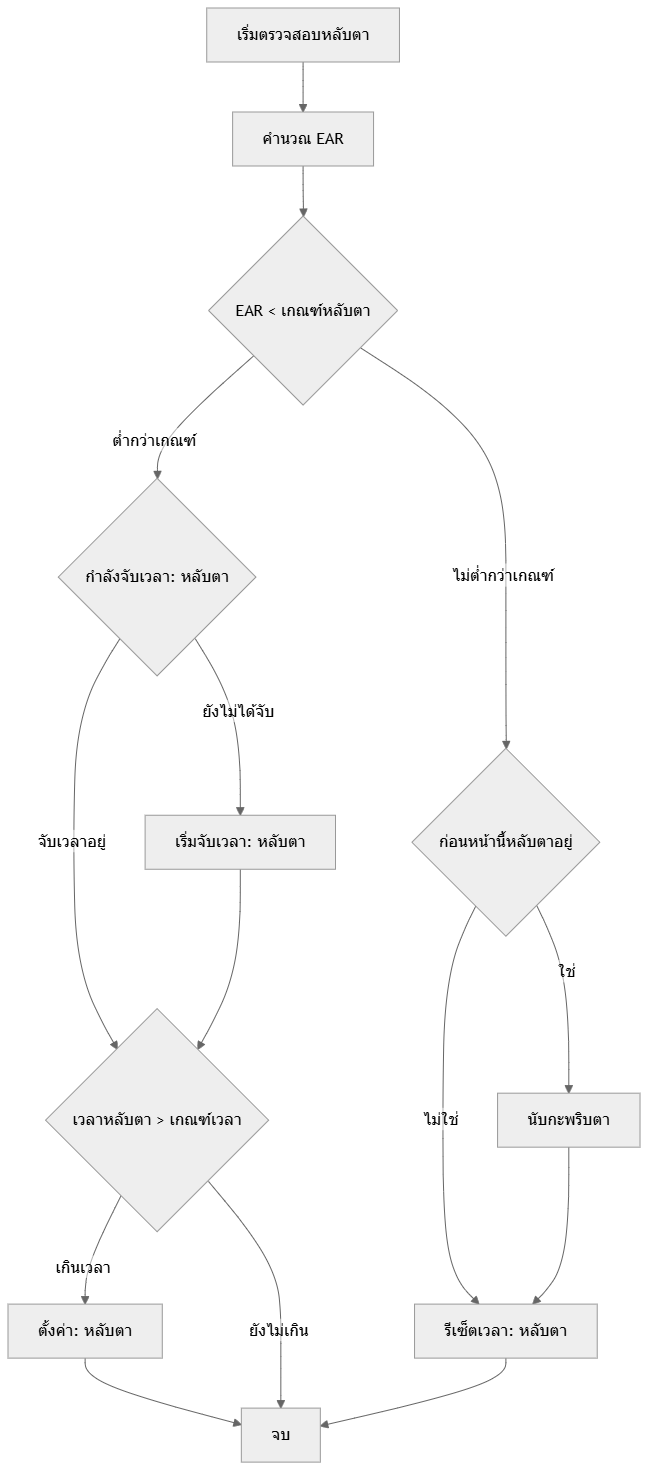 เริ่มตรวจสอบหลับตา
คำนวณ EAR
EAR < เกณฑ์หลับตา
ต่ำกว่าเกณฑ์
กำลังจับเวลา: หลับตา
ไม่ต่ำกว่าเกณฑ์
ยังไม่ได้จับ
จับเวลาอยู่
เริ่มจับเวลา: หลับตา
ก่อนหน้านี้หลับตาอยู่
ใช่
เวลาหลับตา > เกณฑ์เวลา
ไม่ใช่
นับกะพริบตา
เกินเวลา
ตั้งค่า: หลับตา
ยังไม่เกิน
รีเซ็ตเวลา: หลับตา
จบ